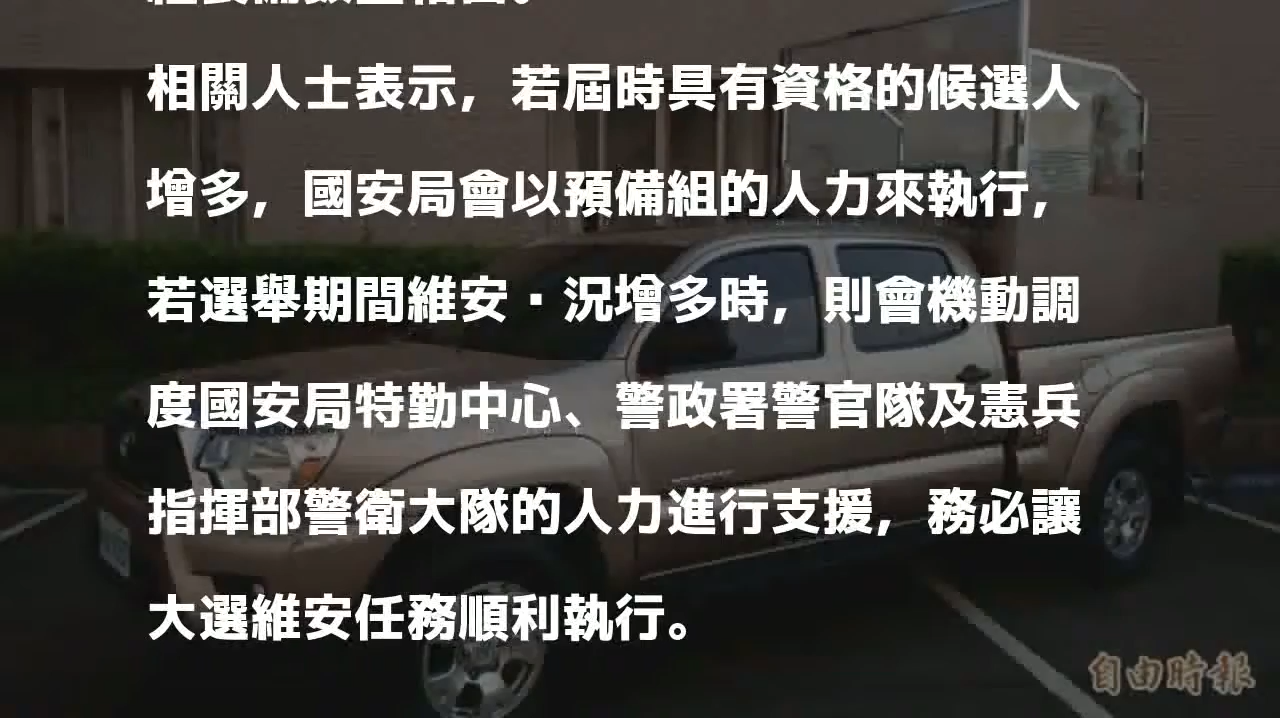 相關人士表示，若屆時具有資格的候選人
增多，國安局會以預備組的人力來執行，
若選舉期間維安·況增多時，則會機動調
度國安局特勤中心、警政署警官隊及憲兵
指揮部警衛大隊的人力進行支援，務必讓
大選維安任務順利執行。
自由時報